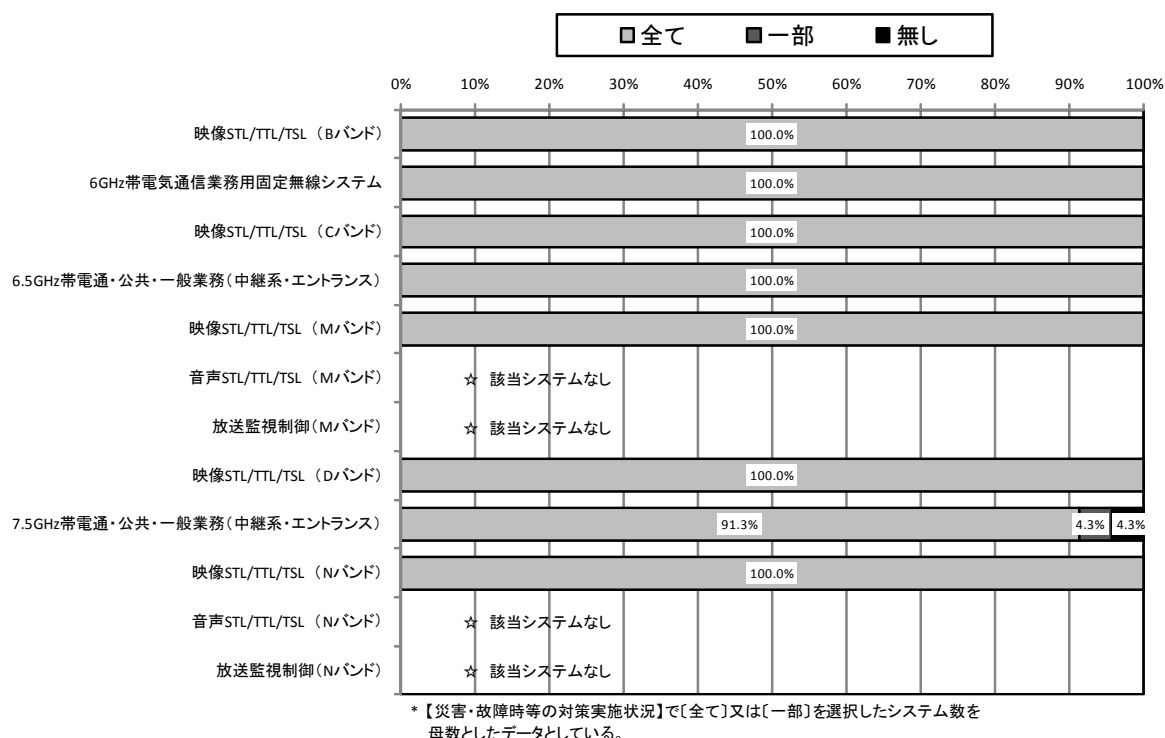 全て 一部 無し
0% 10% 20% 30% 40% 50% 60% 70% 80% 90% 100%
映像STL/TTL/TSL (Bバンド) 100.0%
6GHz帯電気通信業務用固定無線システム 100.0%
映像STL/TTL/TSL (Cバンド) 100.0%
6.5GHz帯電通・公共・一般業務(中継系・エントランス) 100.0%
映像STL/TTL/TSL (Mバンド) 100.0%
音声STL/TTL/TSL (Mバンド) ☆ 該当システムなし
放送監視制御(Mバンド) ☆ 該当システムなし
映像STL/TTL/TSL (Dバンド) 100.0%
7.5GHz帯電通・公共・一般業務(中継系・エントランス) 91.3% 4.3% 4.3%
映像STL/TTL/TSL (Nバンド) 100.0%
音声STL/TTL/TSL (Nバンド) ☆ 該当システムなし
放送監視制御(Nバンド) ☆ 該当システムなし
*【災害・故障時等の対策実施状況】で〔全て〕又は〔一部〕を選択したシステム数を
母数としたデータとしている。